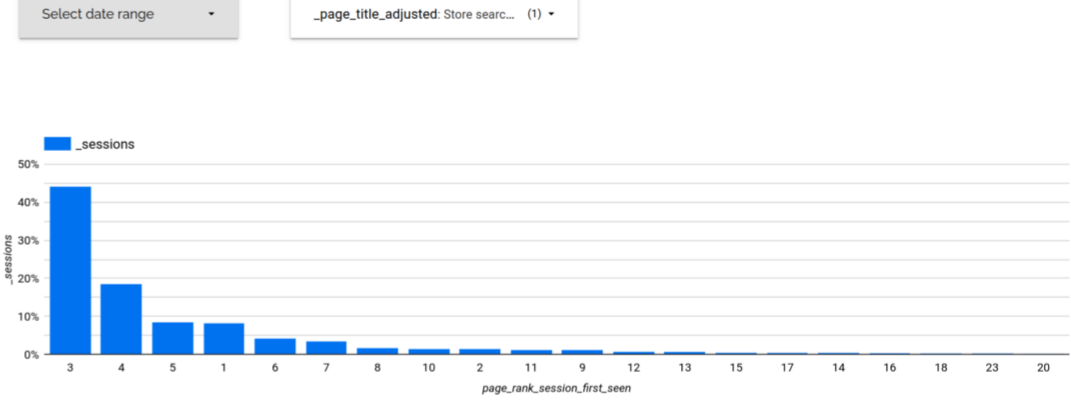 Select date range
_page_title_adjusted: Store searc... (1)
_sessions
50%
40%
30%
20%
10%
0%
_sessions
3 4 5 1 6 7 8 10 2 11 9 12 13 15 17 14 16 18 23 20
page_rank_session_first_seen